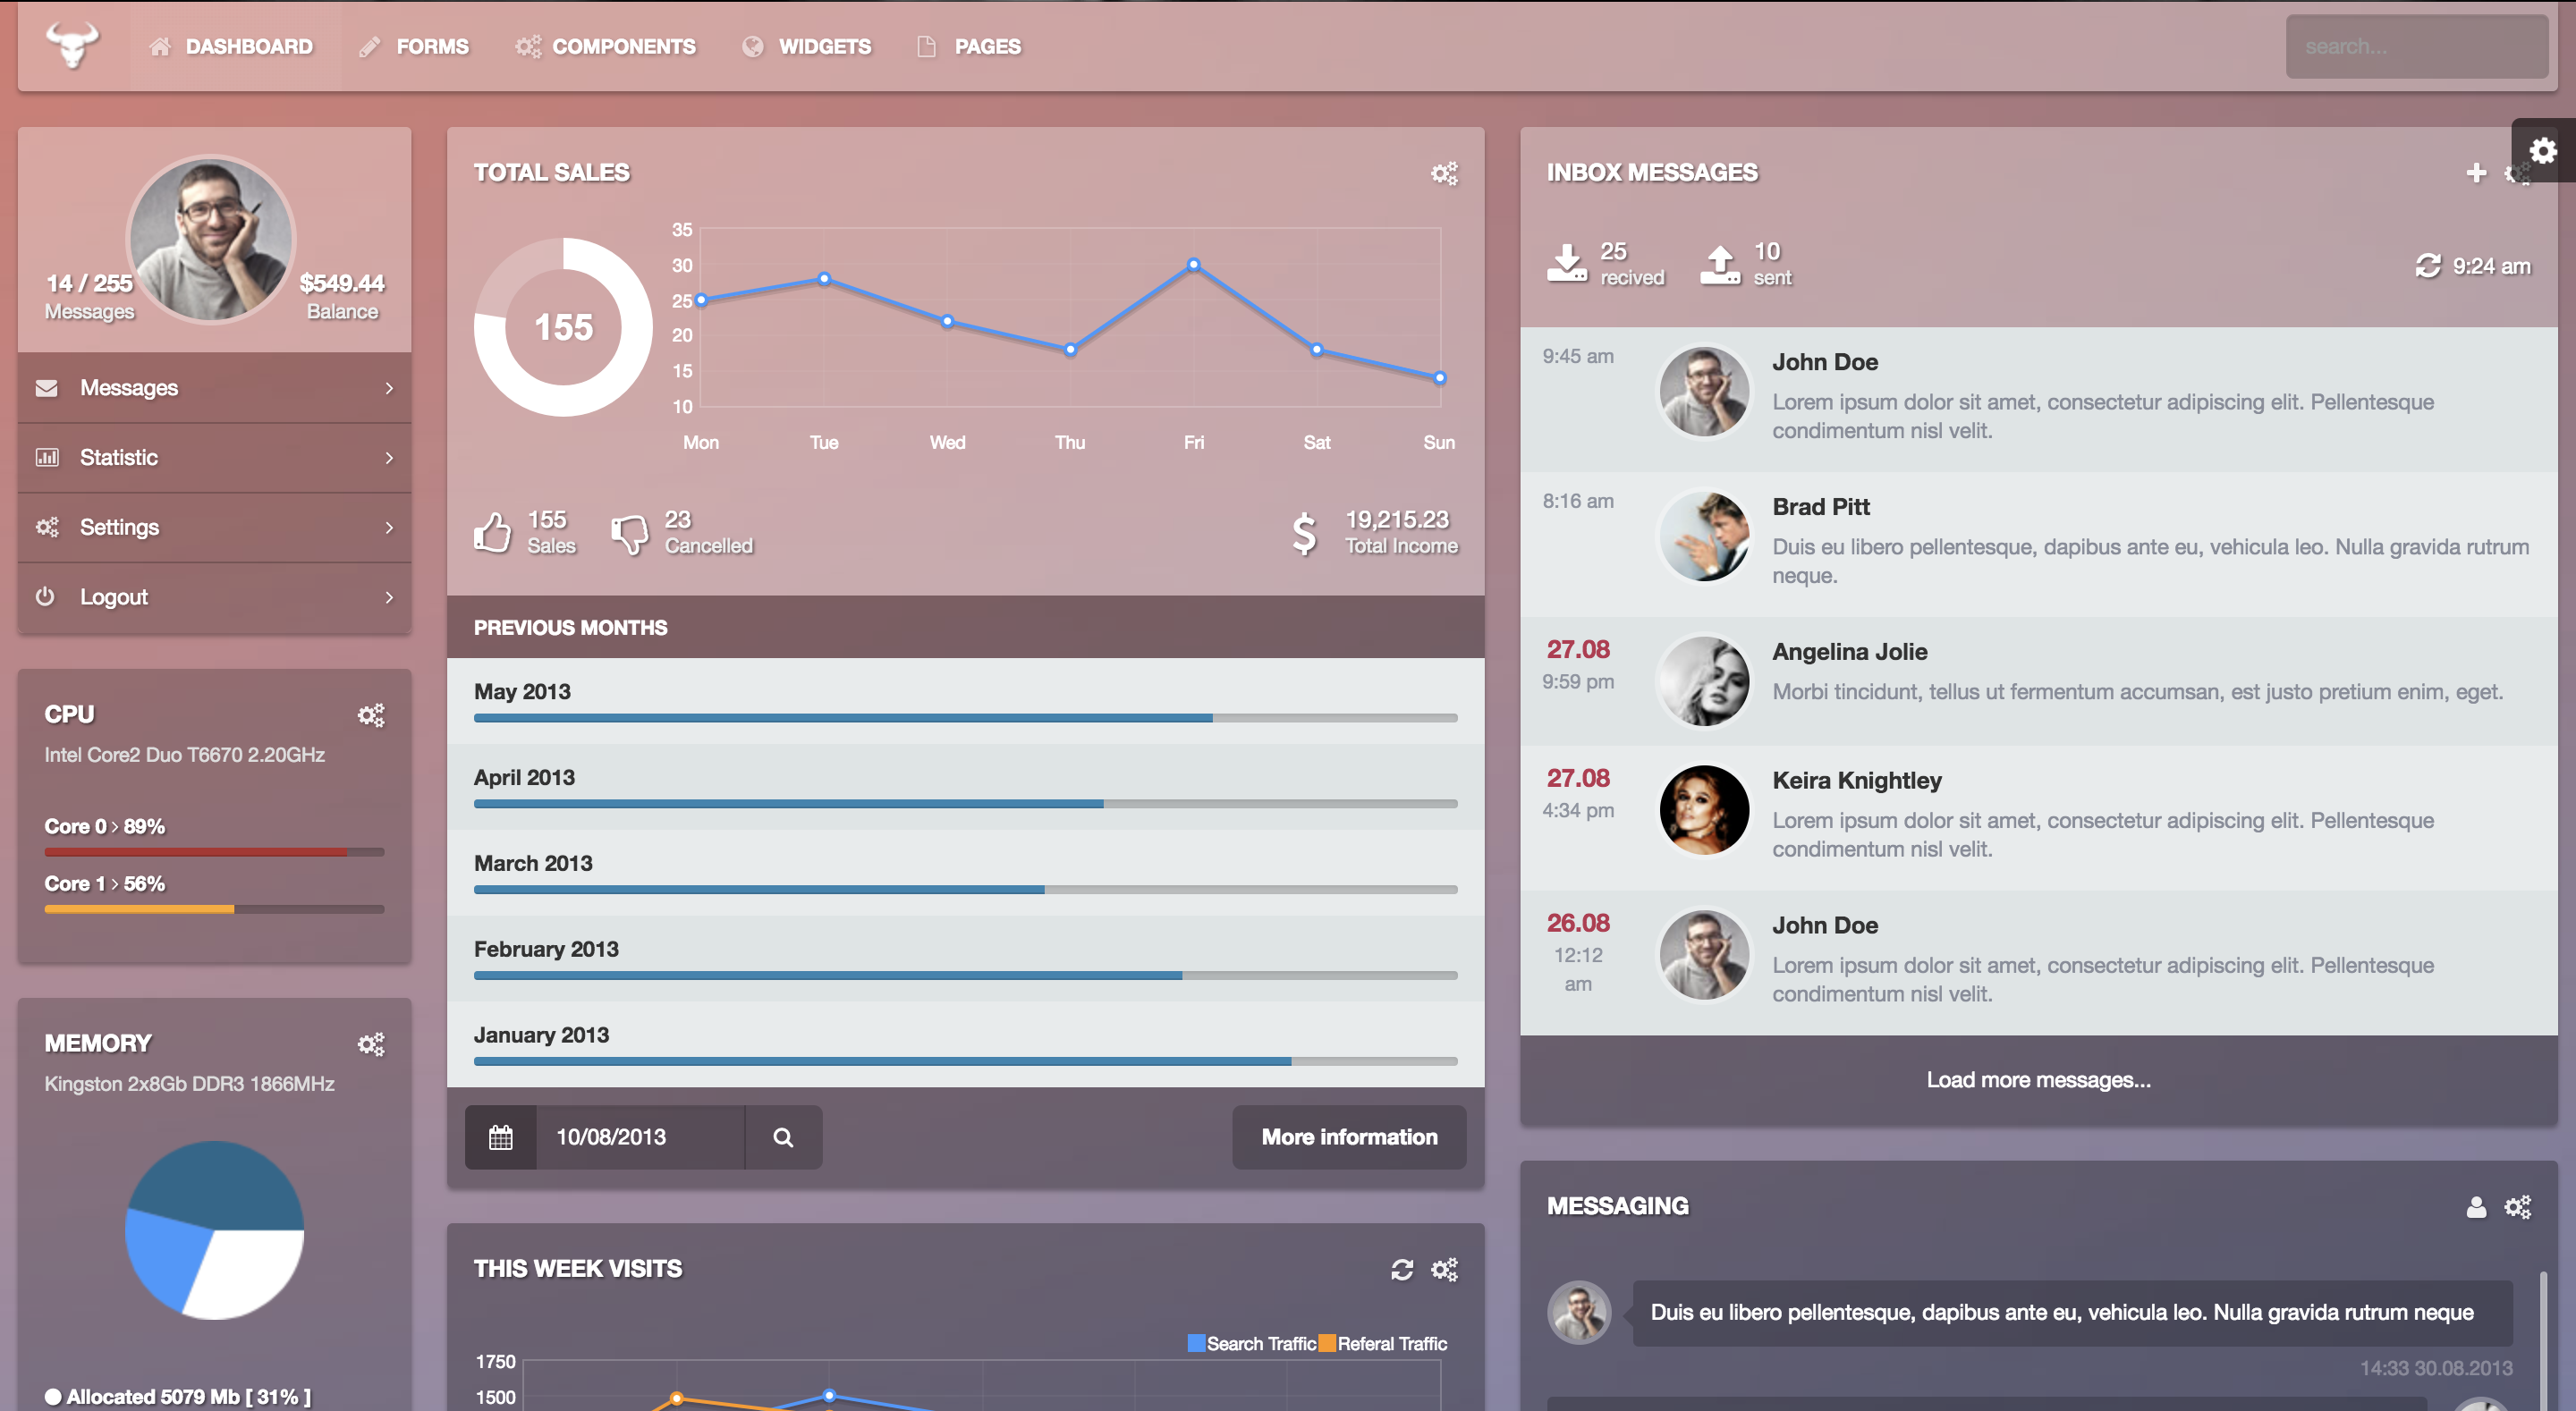 DASHBOARD
FORMS
COMPONENTS
WIDGETS
PAGES
search...
14 / 255
Messages
$549.44
Balance
Messages
Statistic
Settings
Logout
CPU
Intel Core2 Duo T6670 2.20GHz
Core 0 > 89%
Core 1 > 56%
MEMORY
Kingston 2x8Gb DDR3 1866MHz
Allocated 5079 Mb [ 31% ]
TOTAL SALES
155
35
30
25
20
15
10
Mon Tue Wed Thu Fri Sat Sun
155
Sales
23
Cancelled
$
19,215.23
Total Income
PREVIOUS MONTHS
May 2013
April 2013
March 2013
February 2013
January 2013
10/08/2013
More information
THIS WEEK VISITS
Search Traffic Referal Traffic
1750
1500
INBOX MESSAGES
25
recived
10
sent
9:24 am
9:45 am
John Doe
Lorem ipsum dolor sit amet, consectetur adipiscing elit. Pellentesque
condimentum nisl velit.
8:16 am
Brad Pitt
Duis eu libero pellentesque, dapibus ante eu, vehicula leo. Nulla gravida rutrum
neque.
27.08
9:59 pm
Angelina Jolie
Morbi tincidunt, tellus ut fermentum accumsan, est justo pretium enim, eget.
27.08
4:34 pm
Keira Knightley
Lorem ipsum dolor sit amet, consectetur adipiscing elit. Pellentesque
condimentum nisl velit.
26.08
12:12
am
John Doe
Lorem ipsum dolor sit amet, consectetur adipiscing elit. Pellentesque
condimentum nisl velit.
Load more messages...
MESSAGING
Duis eu libero pellentesque, dapibus ante eu, vehicula leo. Nulla gravida rutrum neque
14:33 30.08.2013